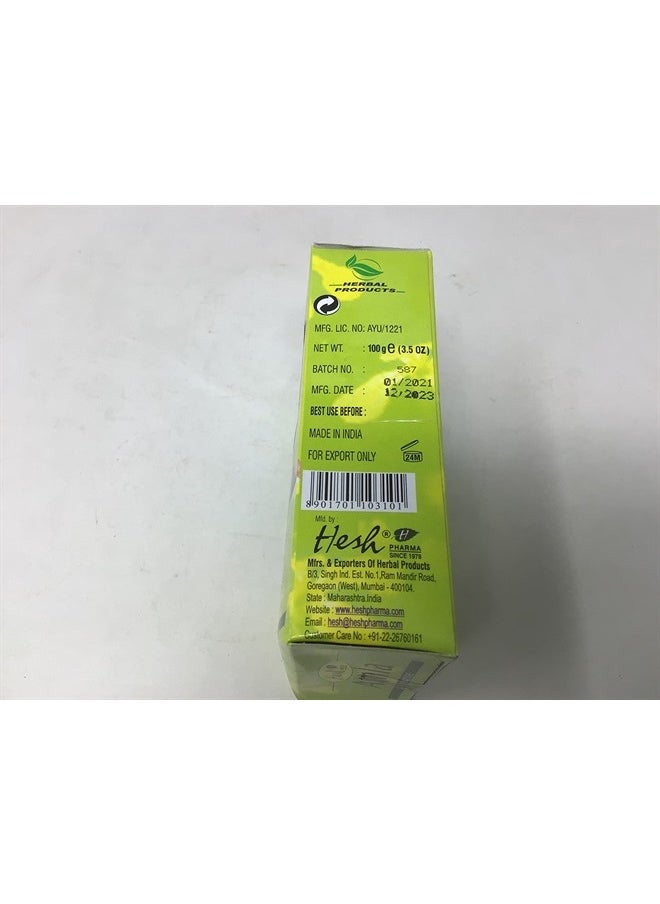 HERBAL
PRODUCTS
MFG. LIC. NO: AYU/1221
NET WT. : 100g e (3.5 OZ)
BATCH NO. : 587
MFG. DATE : 01/2021
12/2023
BEST USE BEFORE :
MADE IN INDIA
FOR EXPORT ONLY
24M
8901701103101
Mfd. by :
Hesh® H
PHARMA
SINCE 1978
Mfrs. & Exporters Of Herbal Products
B/3, Singh Ind. Est. No.1,Ram Mandir Road,
Goregaon (West), Mumbai - 400104.
State : Maharashtra.India
Website : www.heshpharma.com
Email : hesh@heshpharma.com
Customer Care No : +91-22-26760161